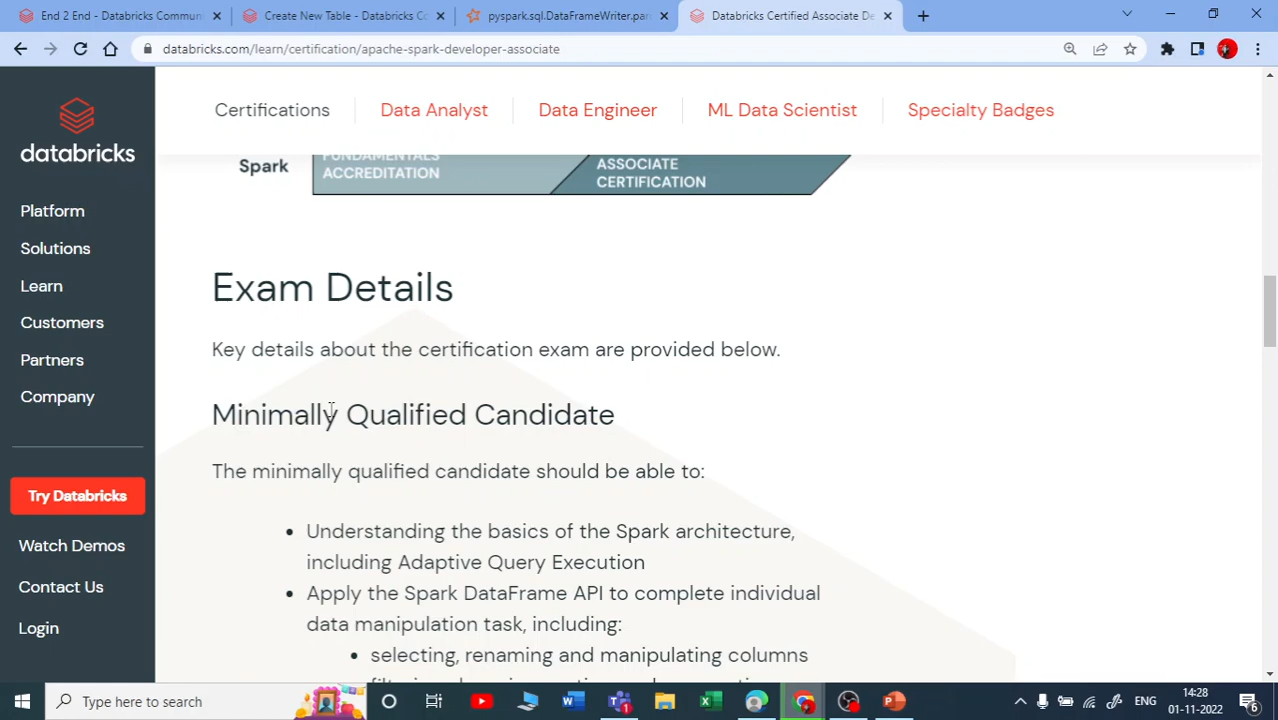 End 2 End - Databricks Commun
Create New Table - Databricks Co
pyspark.sql.DataFrameWriter.par
Databricks Certified Associate De
databricks.com/learn/certification/apache-spark-developer-associate
databricks
Platform
Solutions
Learn
Customers
Partners
Company
Try Databricks
Watch Demos
Contact Us
Login
Certifications
Data Analyst
Data Engineer
ML Data Scientist
Specialty Badges
Spark
FUNDAMENTALS
ACCREDITATION
ASSOCIATE
CERTIFICATION
Exam Details
Key details about the certification exam are provided below.
Minimally Qualified Candidate
The minimally qualified candidate should be able to:
• Understanding the basics of the Spark architecture,
including Adaptive Query Execution
• Apply the Spark DataFrame API to complete individual
data manipulation task, including:
• selecting, renaming and manipulating columns
Type here to search
ENG
14:28
01-11-2022
6